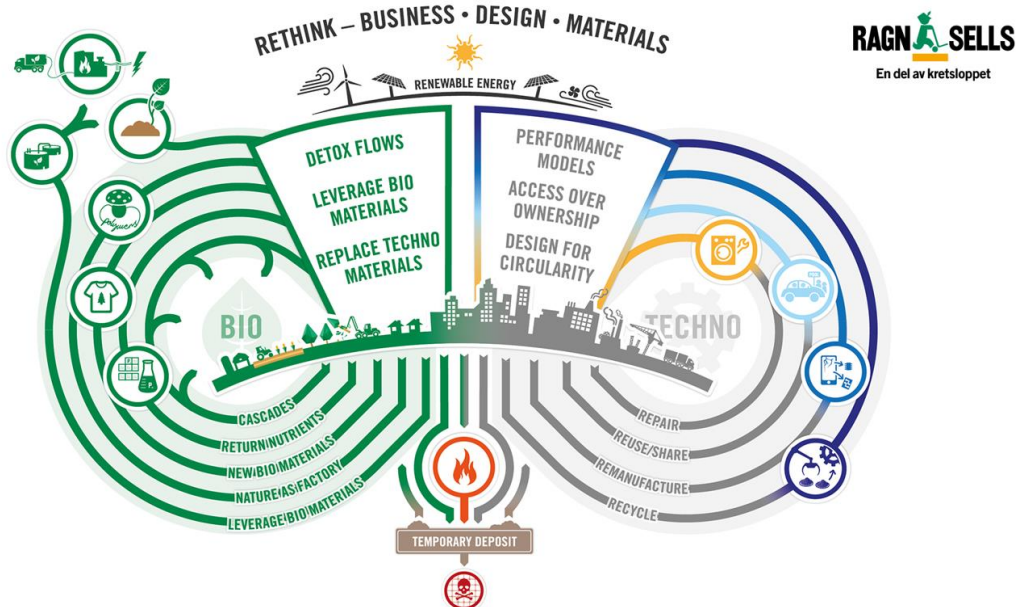 RETHINK – BUSINESS • DESIGN • MATERIALS
RAGN SELLS
En del av kretsloppet
RENEWABLE ENERGY
DETOX FLOWS
LEVERAGE BIO
MATERIALS
REPLACE TECHNO
MATERIALS
PERFORMANCE
MODELS
ACCESS OVER
OWNERSHIP
DESIGN FOR
CIRCULARITY
polymers
BIO
TECHNO
CASCADES
RETURN NUTRIENTS
NEW BIO MATERIALS
NATURE AS FACTORY
LEVERAGE BIO MATERIALS
REPAIR
REUSE/SHARE
REMANUFACTURE
RECYCLE
TEMPORARY DEPOSIT